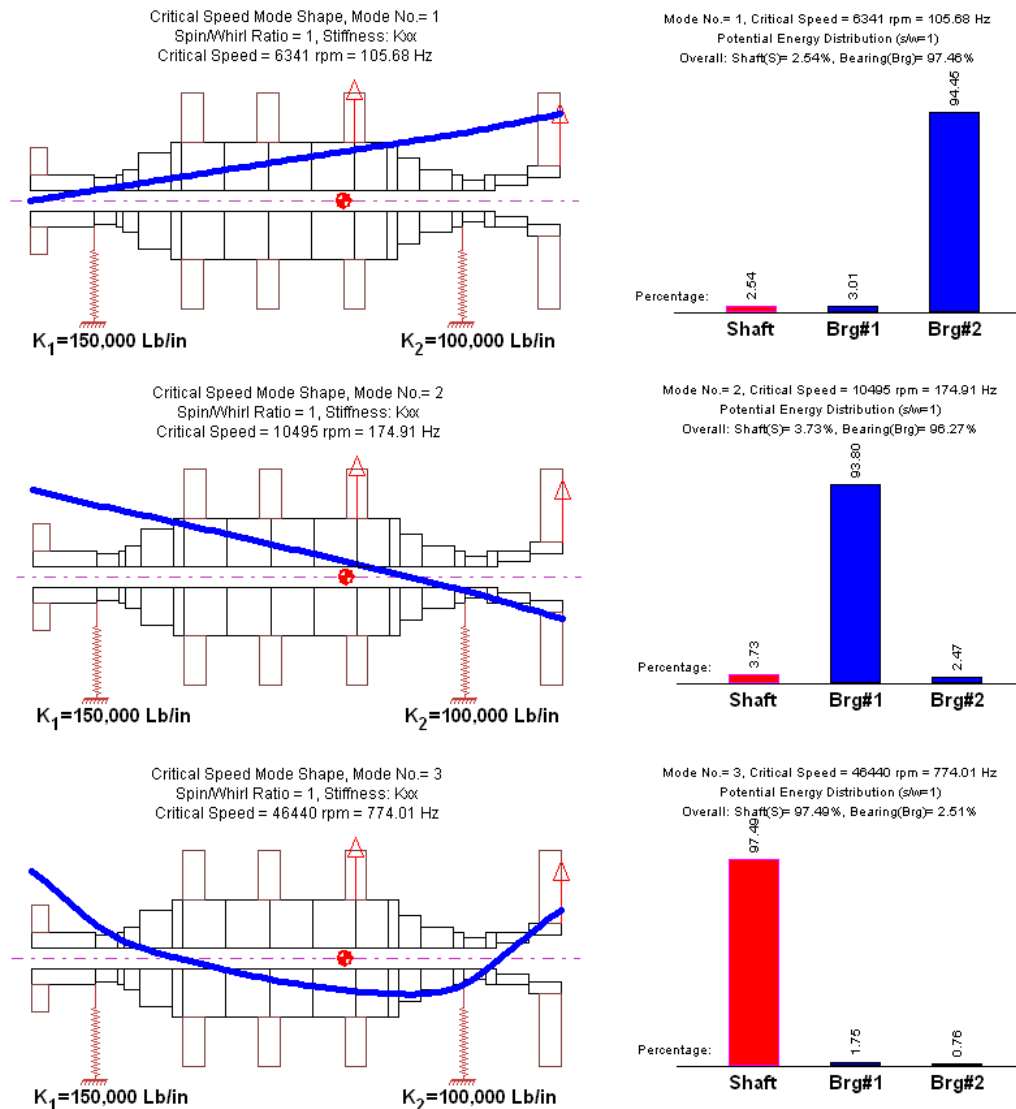 Critical Speed Mode Shape, Mode No.= 1
Spin/Whirl Ratio = 1, Stiffness: Kxx
Critical Speed = 6341 rpm = 105.68 Hz
K1=150,000 Lb/in
K2=100,000 Lb/in
Mode No.= 1, Critical Speed = 6341 rpm = 105.68 Hz
Potential Energy Distribution (s/w=1)
Overall: Shaft(S)= 2.54%, Bearing(Brg)= 97.46%
94.45
2.54
3.01
Percentage:
Shaft
Brg#1
Brg#2
Critical Speed Mode Shape, Mode No.= 2
Spin/Whirl Ratio = 1, Stiffness: Kxx
Critical Speed = 10495 rpm = 174.91 Hz
K1=150,000 Lb/in
K2=100,000 Lb/in
Mode No.= 2, Critical Speed = 10495 rpm = 174.91 Hz
Potential Energy Distribution (s/w=1)
Overall: Shaft(S)= 3.73%, Bearing(Brg)= 96.27%
93.80
3.73
2.47
Percentage:
Shaft
Brg#1
Brg#2
Critical Speed Mode Shape, Mode No.= 3
Spin/Whirl Ratio = 1, Stiffness: Kxx
Critical Speed = 46440 rpm = 774.01 Hz
K1=150,000 Lb/in
K2=100,000 Lb/in
Mode No.= 3, Critical Speed = 46440 rpm = 774.01 Hz
Potential Energy Distribution (s/w=1)
Overall: Shaft(S)= 97.49%, Bearing(Brg)= 2.51%
97.49
1.75
0.76
Percentage:
Shaft
Brg#1
Brg#2